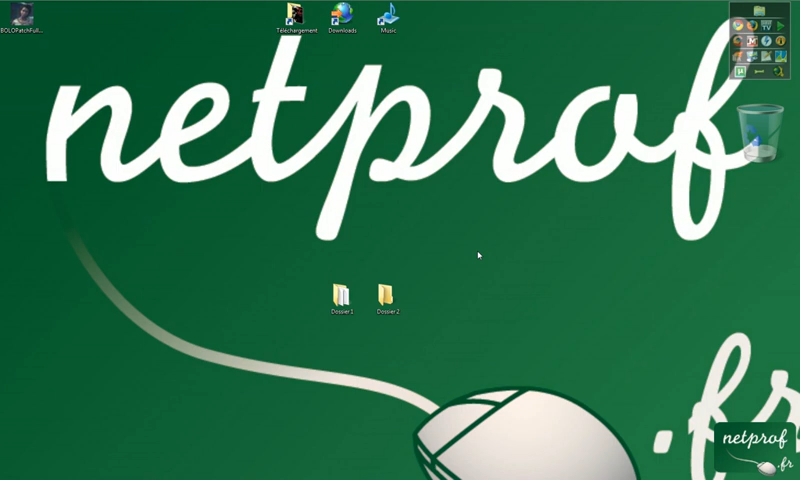 BOLOPatchFull...
Téléchargement
Downloads
Music
netprof
Dossier1
Dossier2
.fr
netprof
.fr